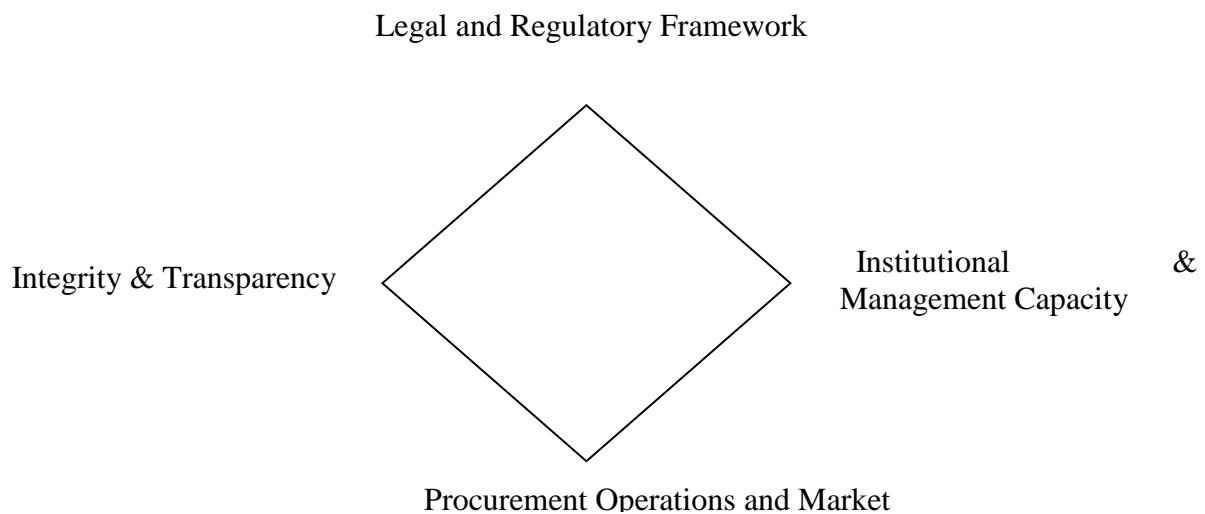 Legal and Regulatory Framework
Integrity & Transparency
Institutional &
Management Capacity
Procurement Operations and Market